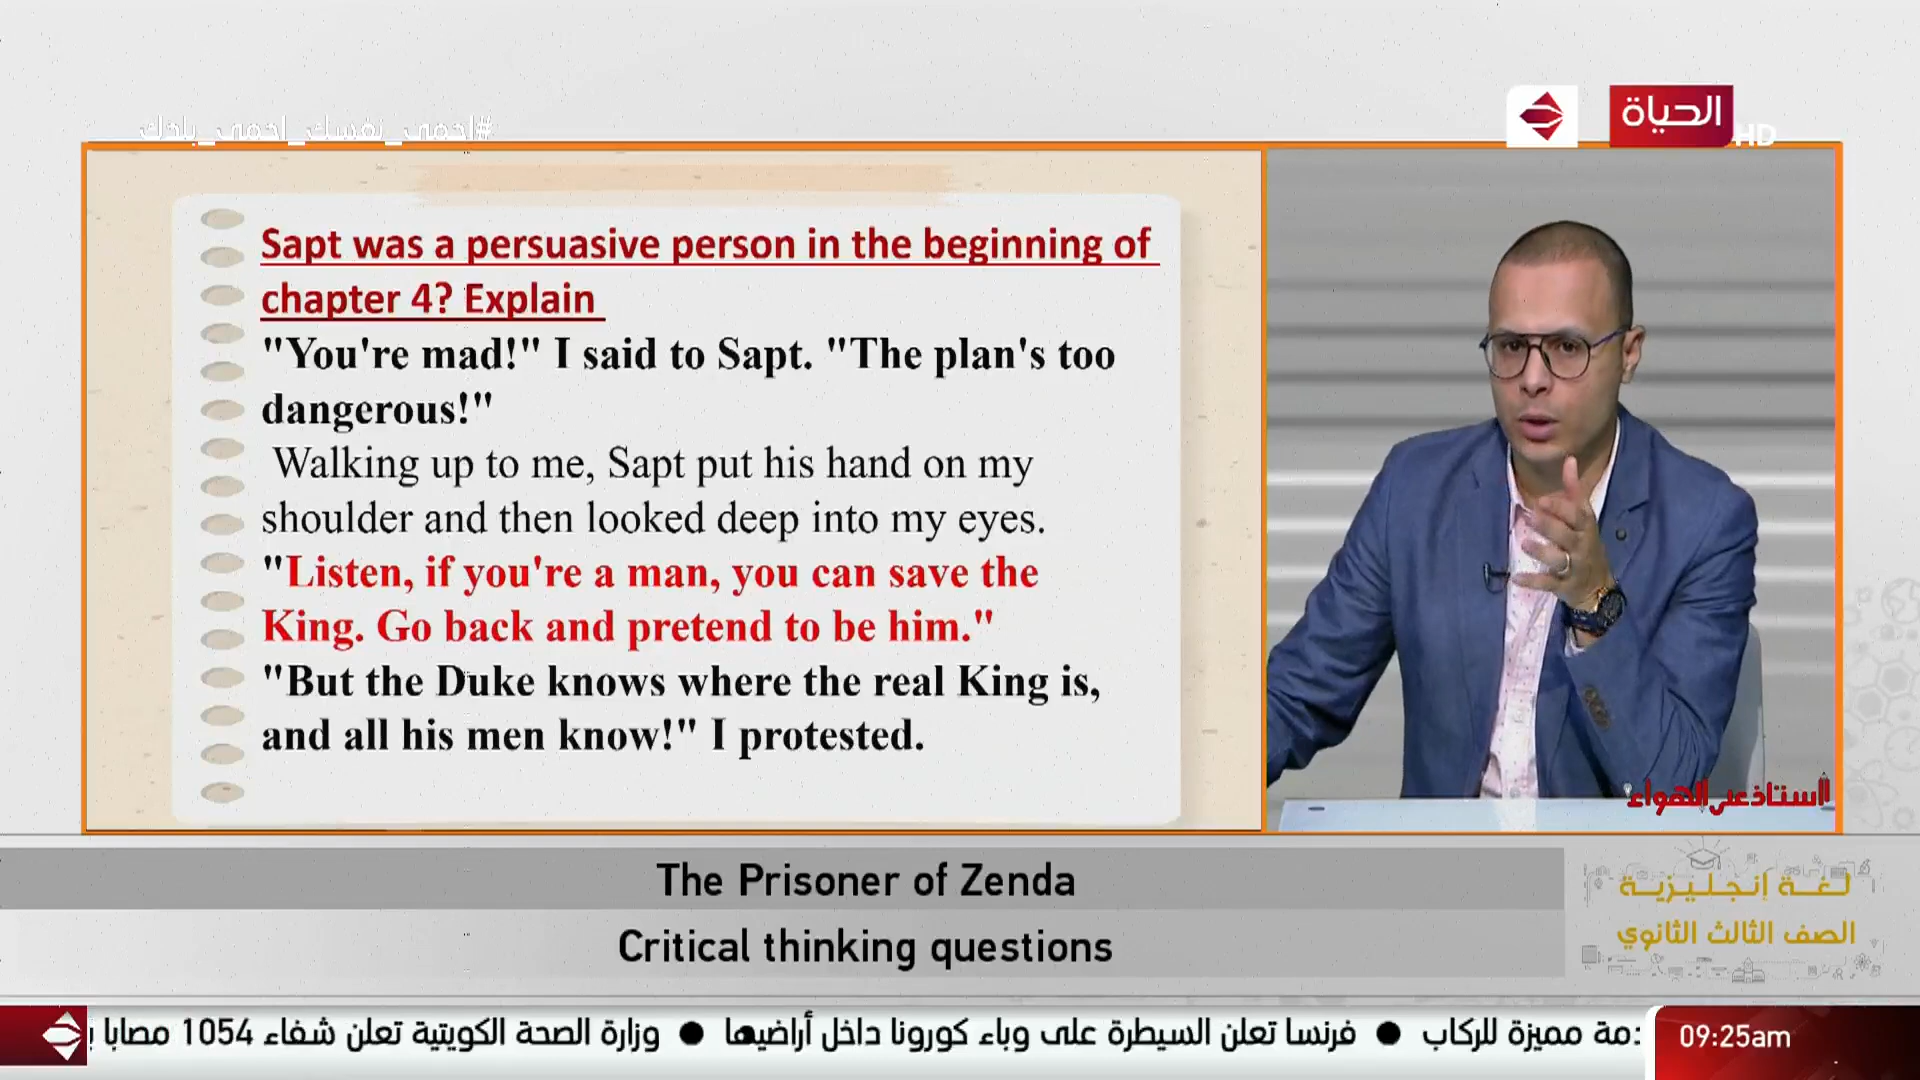 #احمي_نفسك_احمي_بلدك
الحياة
HD
Sapt was a persuasive person in the beginning of
chapter 4? Explain
"You're mad!" I said to Sapt. "The plan's too
dangerous!"
Walking up to me, Sapt put his hand on my
shoulder and then looked deep into my eyes.
"Listen, if you're a man, you can save the
King. Go back and pretend to be him."
"But the Duke knows where the real King is,
and all his men know!" I protested.
أستاذ على الهواء
The Prisoner of Zenda
Critical thinking questions
لغة إنجليزية
الصف الثالث الثانوي
دمة مميزة للركاب ● فرنسا تعلن السيطرة على وباء كورونا داخل أراضيها ● وزارة الصحة الكويتية تعلن شفاء 1054 مصابا
09:25am